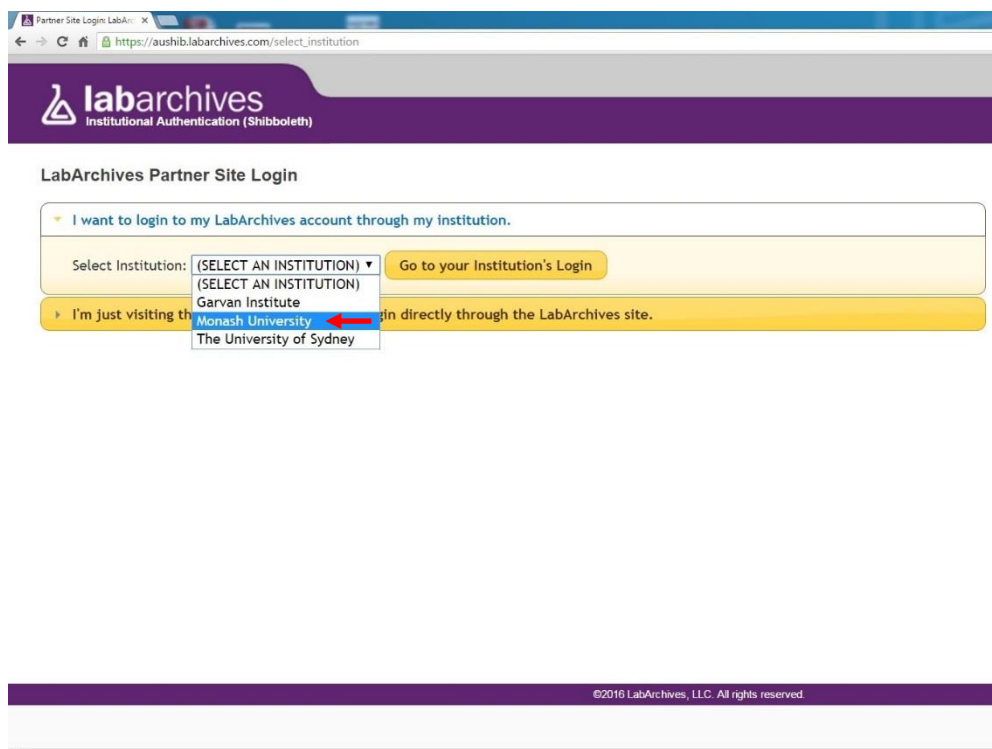 Partner Site Login: LabArc
https://aushib.labarchives.com/select_institution
labarchives
Institutional Authentication (Shibboleth)
LabArchives Partner Site Login
I want to login to my LabArchives account through my institution.
Select Institution: (SELECT AN INSTITUTION) Go to your Institution's Login
(SELECT AN INSTITUTION)
Garvan Institute
I'm just visiting th gin directly through the LabArchives site.
Monash University
The University of Sydney
©2016 LabArchives, LLC. All rights reserved.